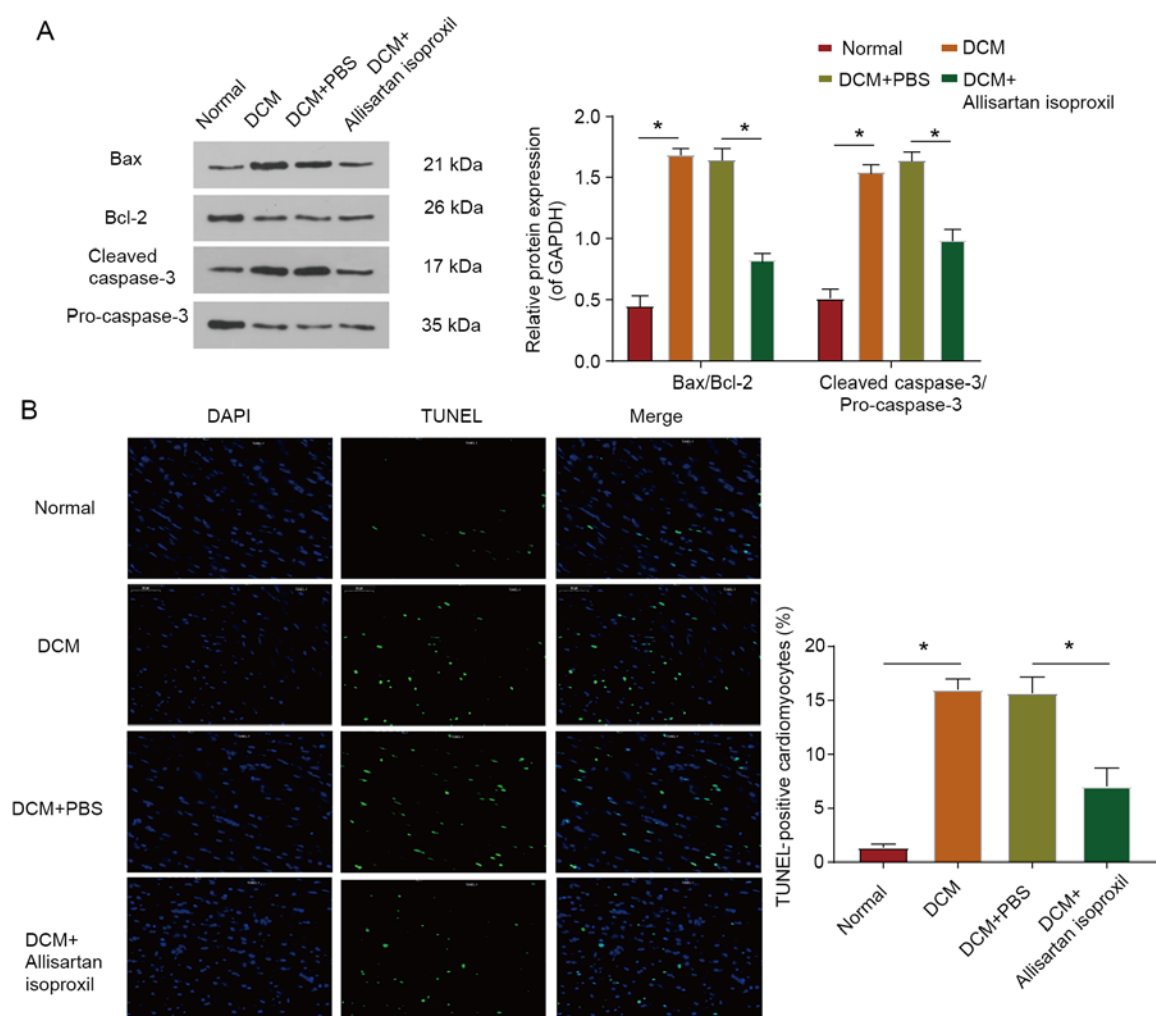 A
Normal
DCM
DCM+PBS
DCM+
Allisartan isoproxil
Bax
21 kDa
Bcl-2
26 kDa
Cleaved
caspase-3
17 kDa
Pro-caspase-3
35 kDa
Normal
DCM
DCM+PBS
DCM+
Allisartan isoproxil
Relative protein expression
(of GAPDH)
2.0
1.5
1.0
0.5
0.0
* * * *
Bax/Bcl-2
Cleaved caspase-3/
Pro-caspase-3
B
DAPI TUNEL Merge
Normal
DCM
DCM+PBS
DCM+
Allisartan
isoproxil
TUNEL-positive cardiomyocytes (%)
20
15
10
5
0
* *
Normal
DCM
DCM+PBS
DCM+
Allisartan isoproxil